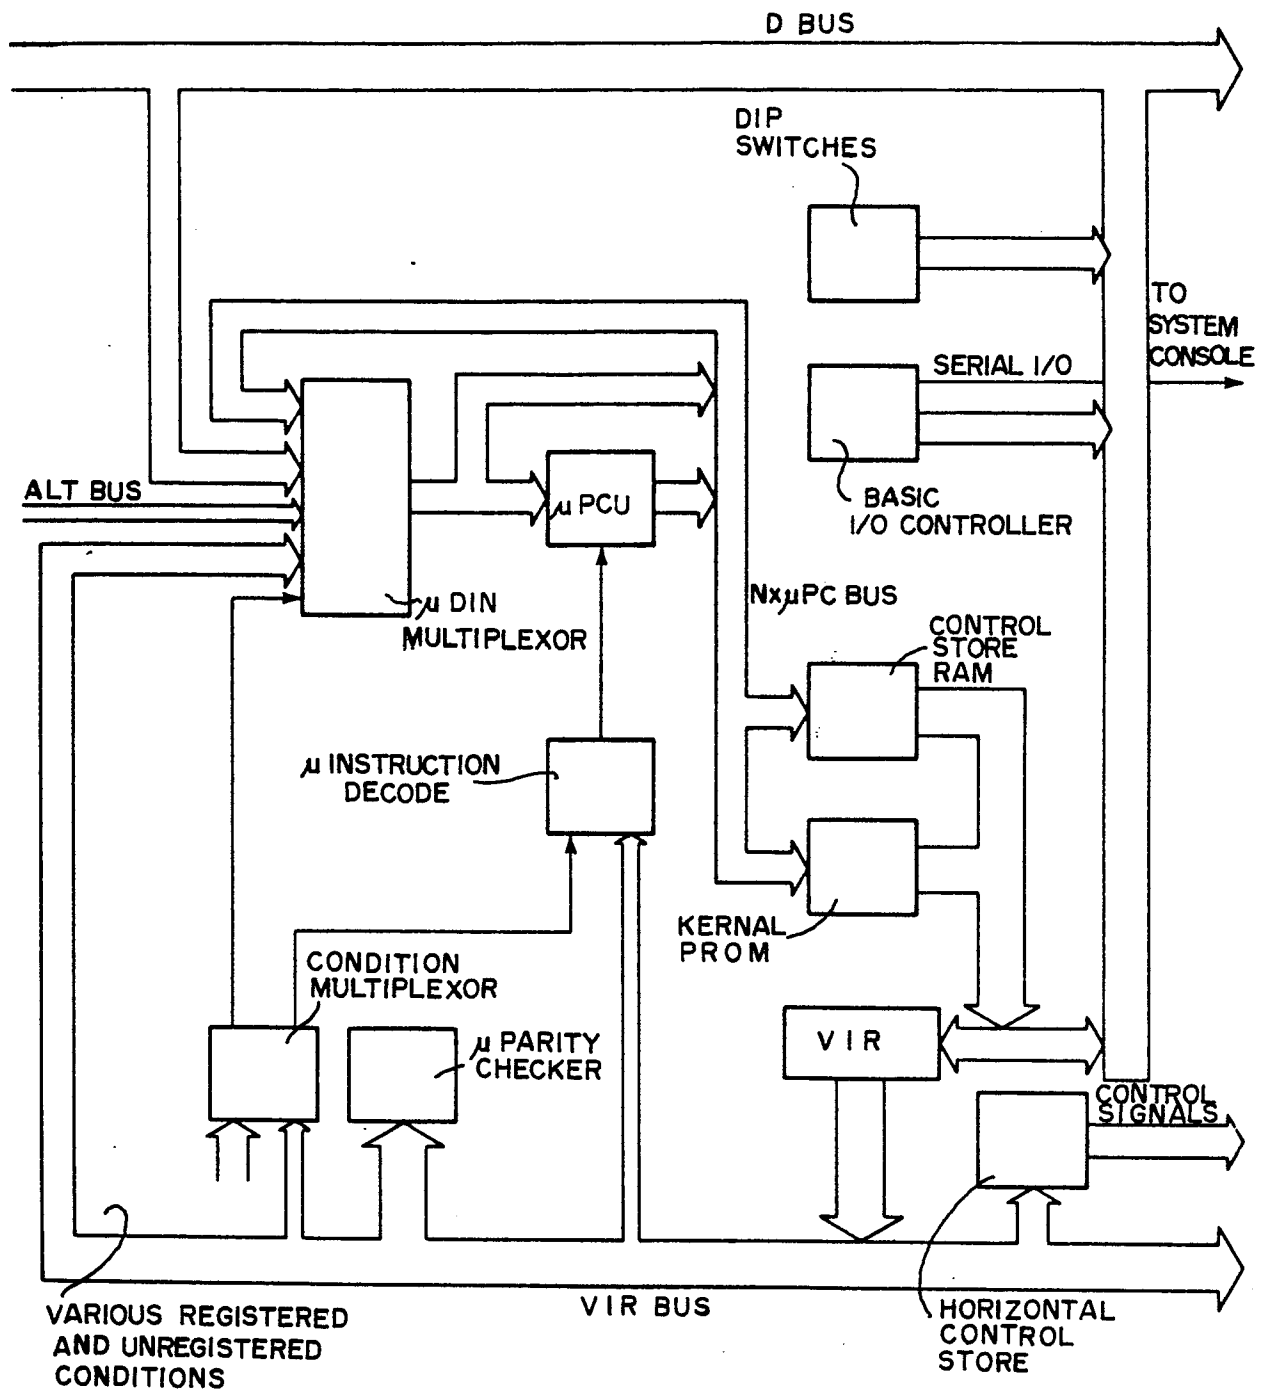 D BUS
DIP
SWITCHES
TO
SYSTEM
CONSOLE
SERIAL I/O
ALT BUS
µ PCU
BASIC
I/O CONTROLLER
µ DIN
MULTIPLEXOR
NxµPC BUS
CONTROL
STORE
RAM
µ INSTRUCTION
DECODE
KERNAL
PROM
CONDITION
MULTIPLEXOR
µ PARITY
CHECKER
VIR
CONTROL
SIGNALS
VIR BUS
VARIOUS REGISTERED
AND UNREGISTERED
CONDITIONS
HORIZONTAL
CONTROL
STORE